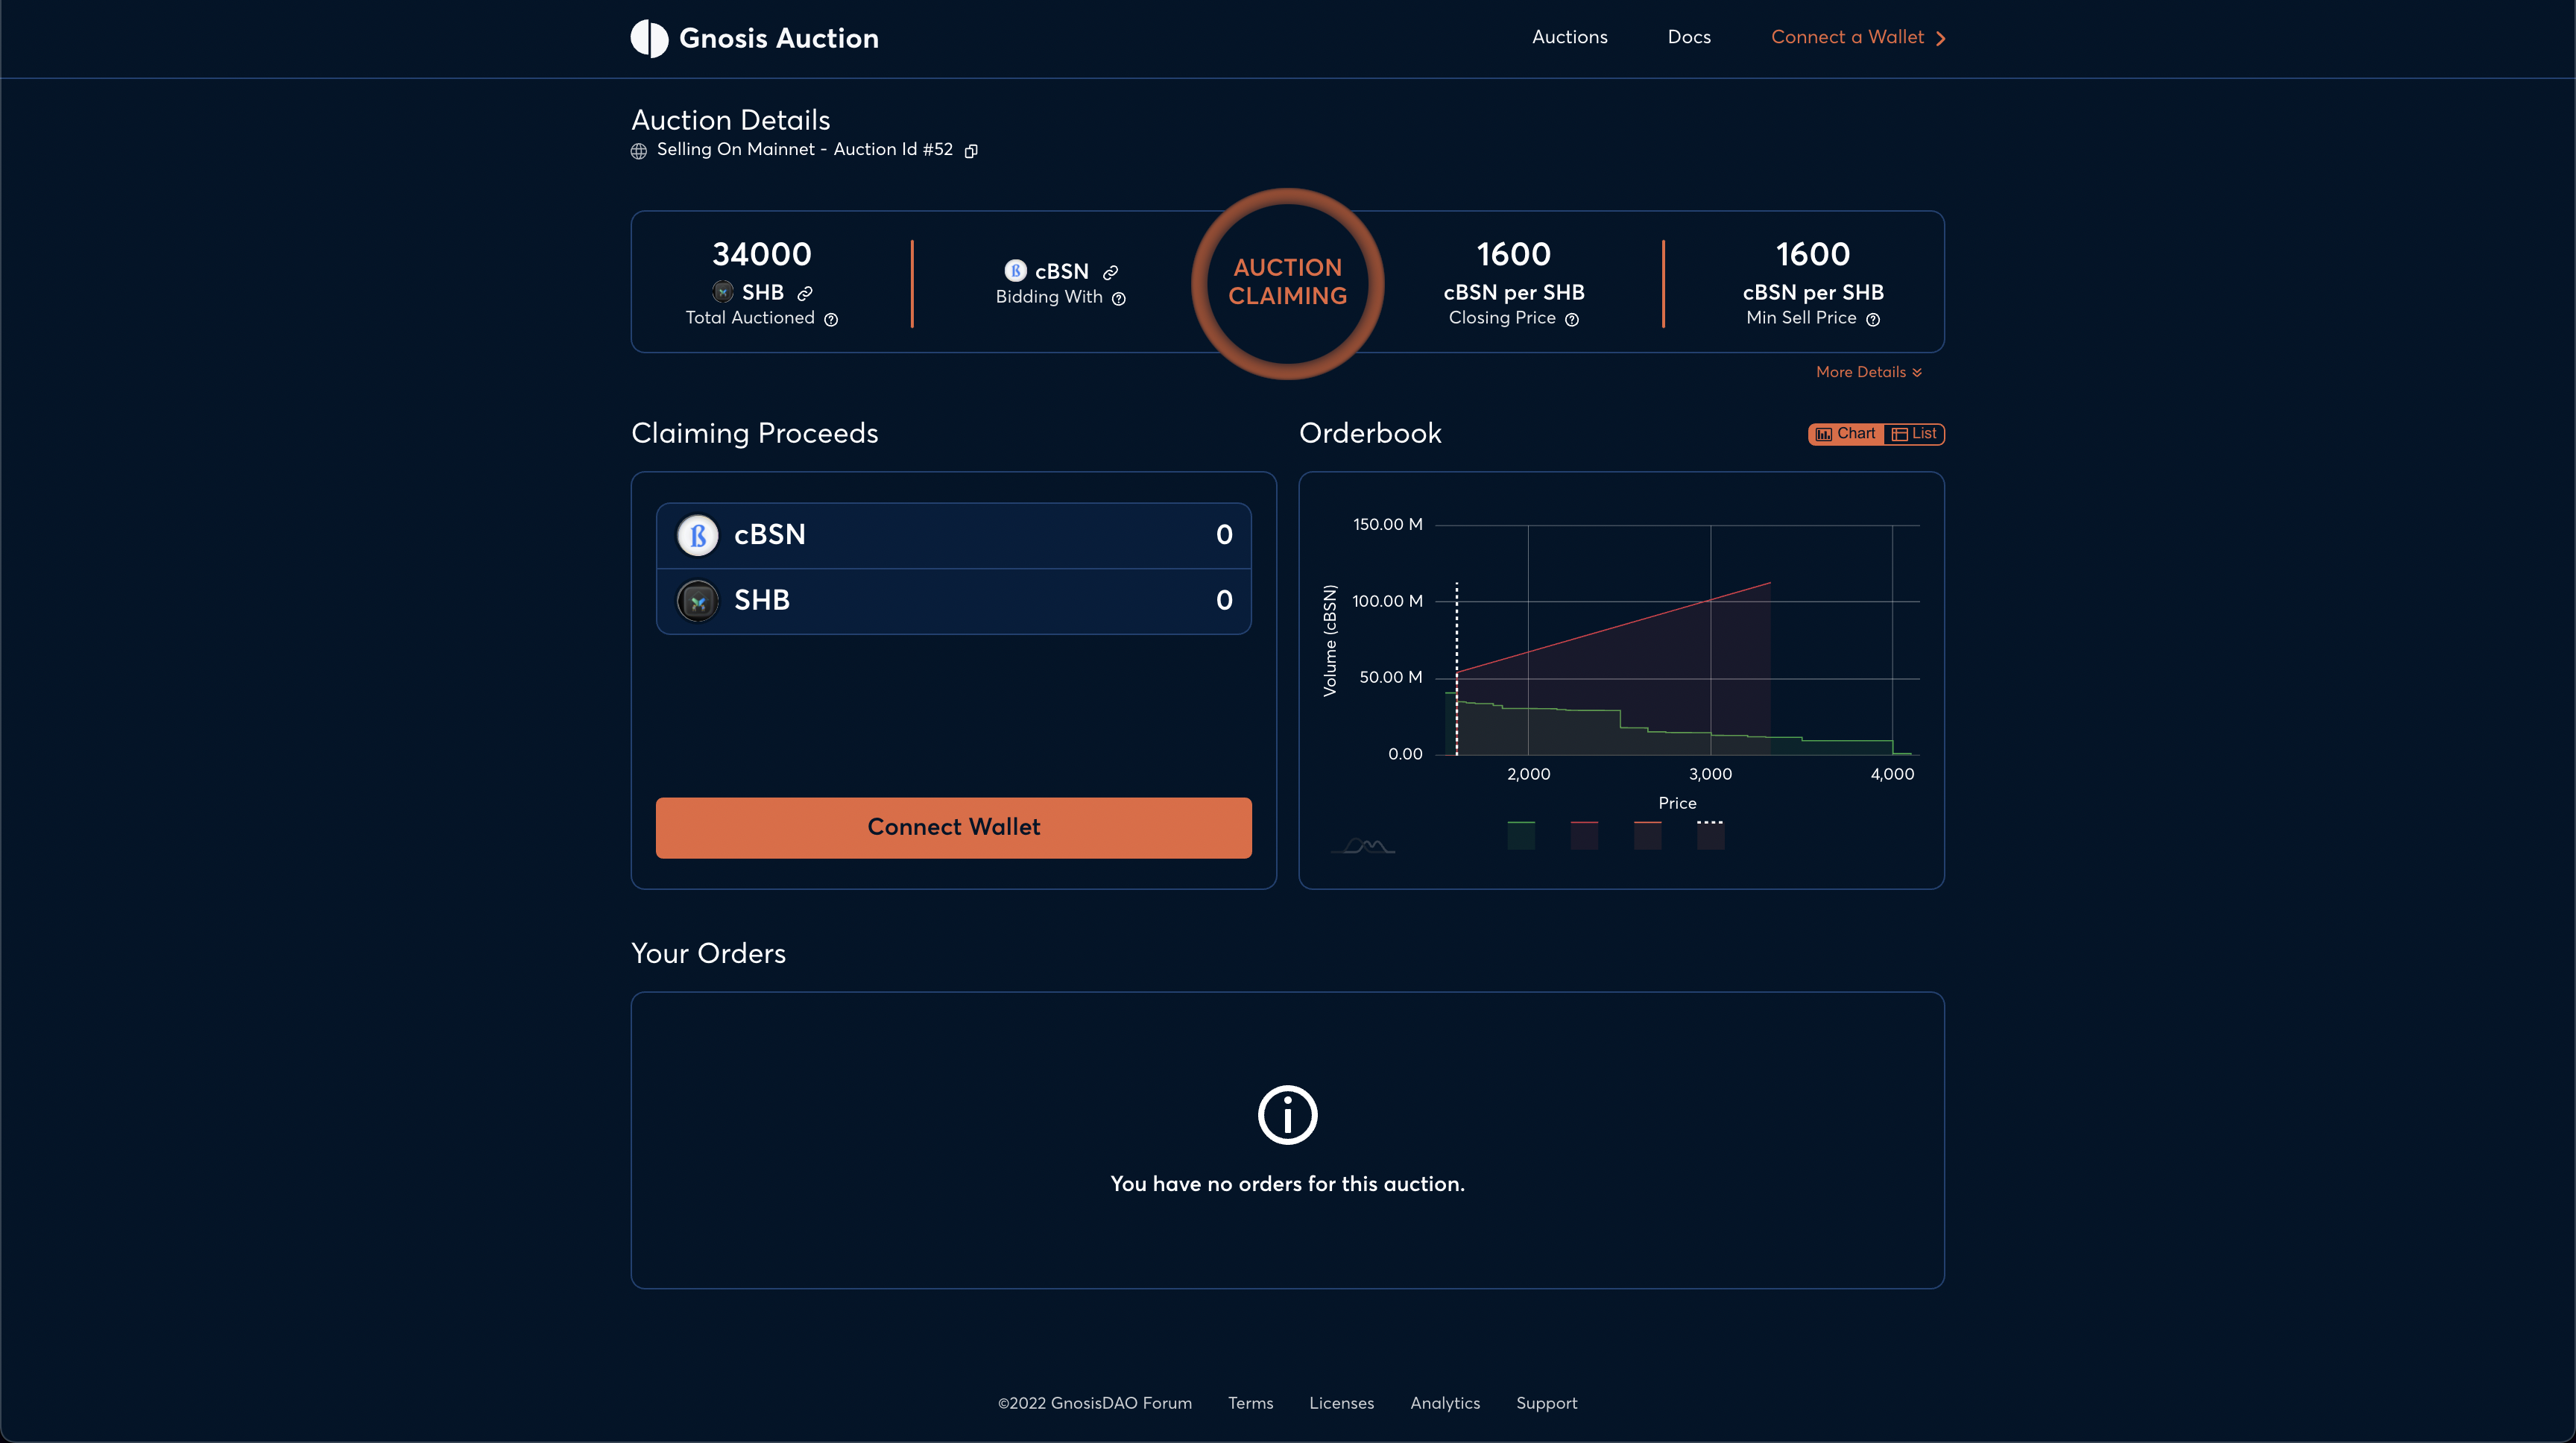 Gnosis Auction
Auctions
Docs
Connect a Wallet
Auction Details
Selling On Mainnet - Auction Id #52
34000
SHB
Total Auctioned
cBSN
Bidding With
AUCTION
CLAIMING
1600
cBSN per SHB
Closing Price
1600
cBSN per SHB
Min Sell Price
More Details
Claiming Proceeds
cBSN 0
SHB 0
Connect Wallet
Orderbook
Chart
List
Volume (cBSN)
150.00 M
100.00 M
50.00 M
0.00
2,000
3,000
4,000
Price
Your Orders
You have no orders for this auction.
©2022 GnosisDAO Forum
Terms
Licenses
Analytics
Support